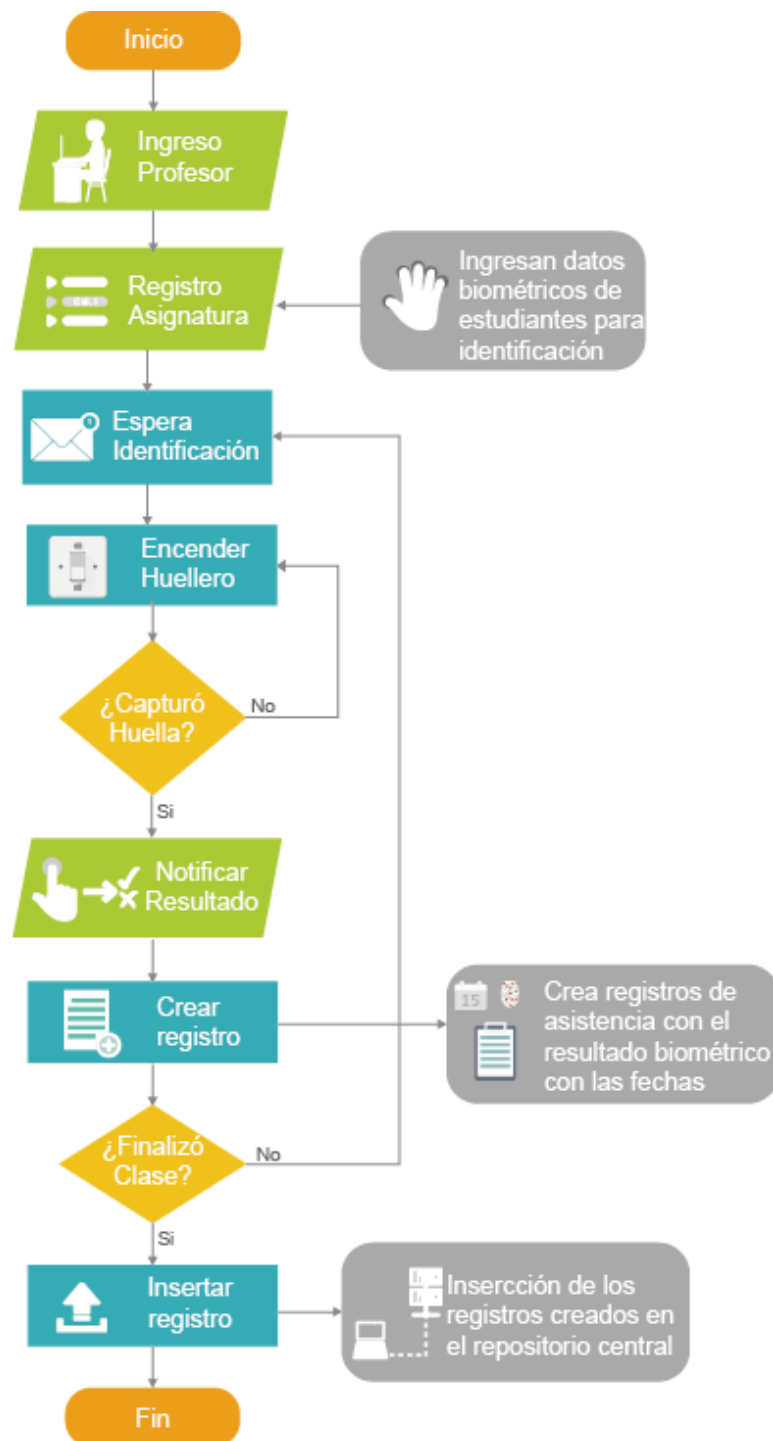 Inicio
Ingreso
Profesor
Registro
Asignatura
Ingresan datos
biométricos de
estudiantes para
identificación
Espera
Identificación
Encender
Huellero
¿Capturó
Huella?
No
Si
Notificar
Resultado
Crear
registro
15
Crea registros de
asistencia con el
resultado biométrico
con las fechas
¿Finalizó
Clase?
No
Si
Insertar
registro
Insercción de los
registros creados en
el repositorio central
Fin